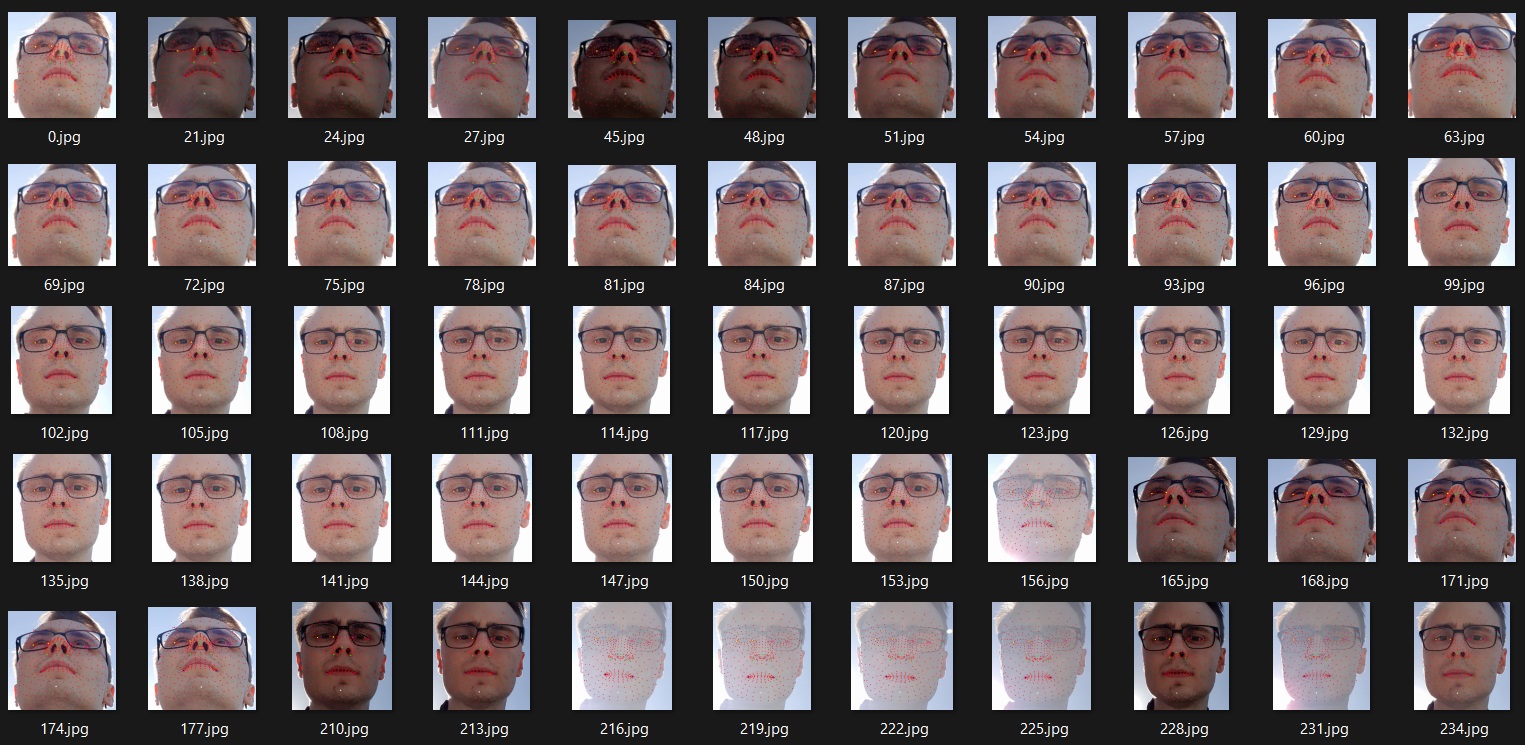 0.jpg 21.jpg 24.jpg 27.jpg 45.jpg 48.jpg 51.jpg 54.jpg 57.jpg 60.jpg 63.jpg
69.jpg 72.jpg 75.jpg 78.jpg 81.jpg 84.jpg 87.jpg 90.jpg 93.jpg 96.jpg 99.jpg
102.jpg 105.jpg 108.jpg 111.jpg 114.jpg 117.jpg 120.jpg 123.jpg 126.jpg 129.jpg 132.jpg
135.jpg 138.jpg 141.jpg 144.jpg 147.jpg 150.jpg 153.jpg 156.jpg 165.jpg 168.jpg 171.jpg
174.jpg 177.jpg 210.jpg 213.jpg 216.jpg 219.jpg 222.jpg 225.jpg 228.jpg 231.jpg 234.jpg